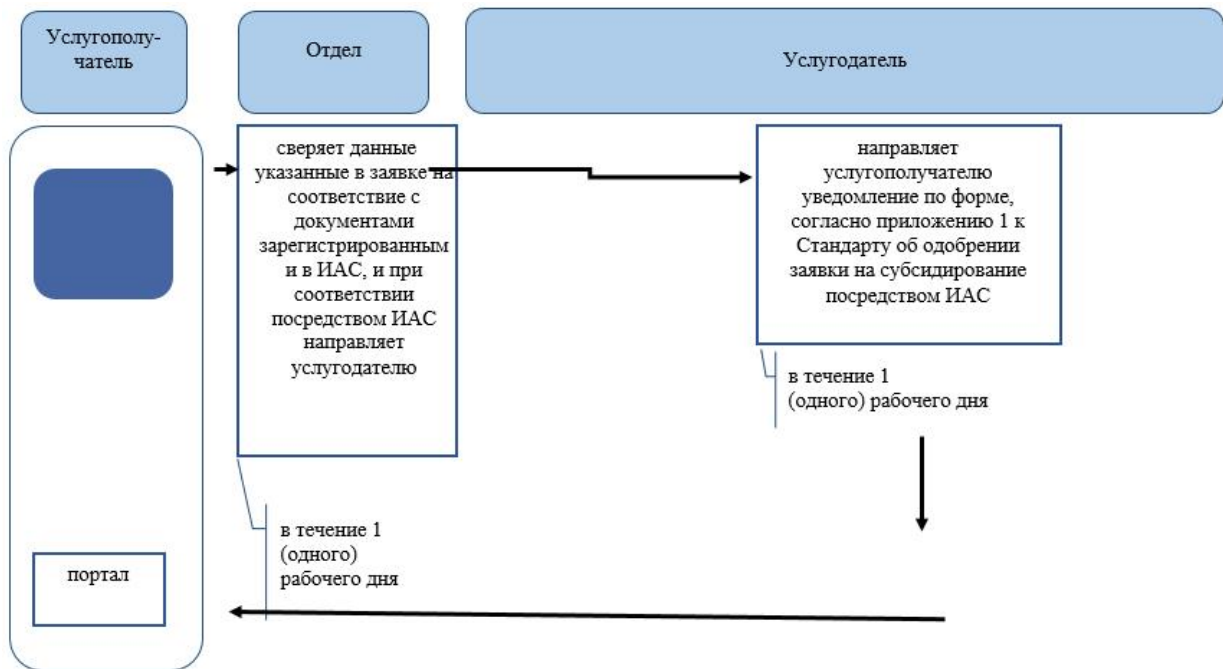 Услугополу-
чатель
Отдел
Услугодатель
сверяет данные
указанные в заявке на
соответствие с
документами
зарегистрированным
и в ИАС, и при
соответствии
посредством ИАС
направляет
услугодателю
направляет
услугополучателю
уведомление по форме,
согласно приложению 1 к
Стандарту об одобрении
заявки на субсидирование
посредством ИАС
в течение 1
(одного) рабочего дня
в течение 1
(одного)
рабочего дня
портал